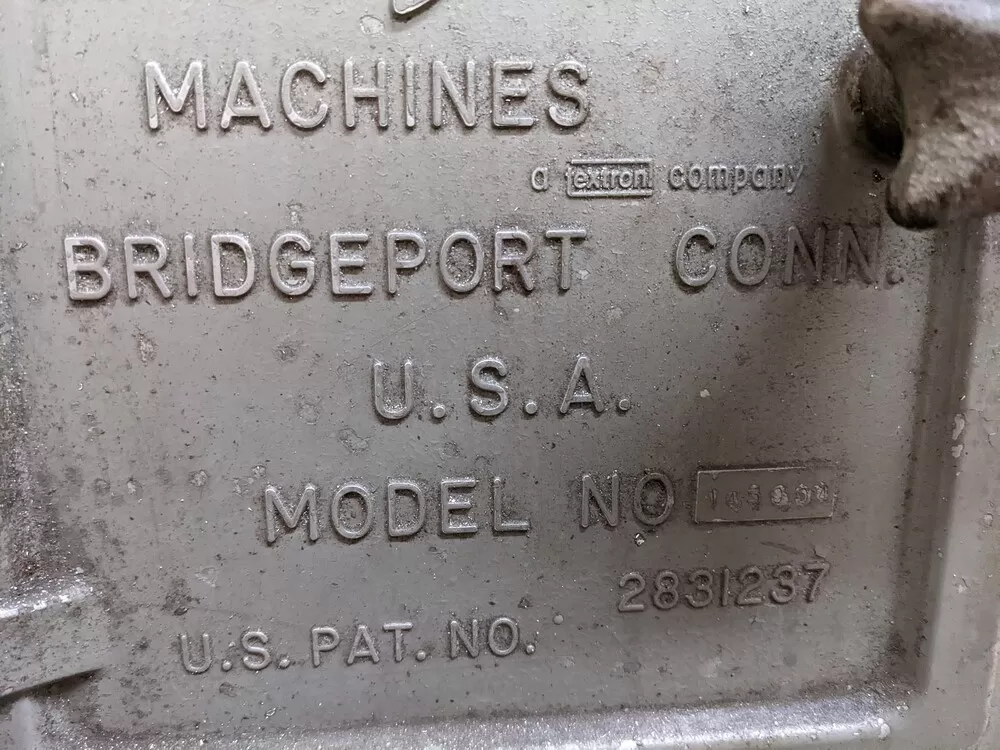 MACHINES
a textron company
BRIDGEPORT CONN.
U.S.A.
MODEL NO
2831237
U.S. PAT. NO.